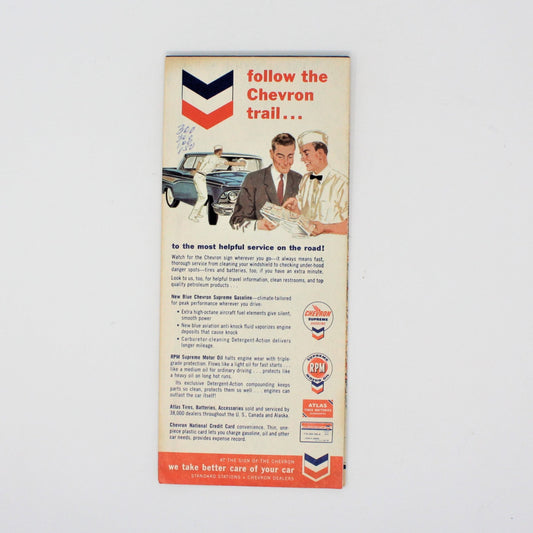 follow the
Chevron
trail...
300
to the most helpful service on the road!
Watch for the Chevron sign wherever you go—it always means fast,
thorough service from cleaning your windshield to checking under-hood
danger spots—tires and batteries, too, if you have an extra minute.
Look to us, too, for helpful travel information, clean restrooms, and top
quality petroleum products . . .
New Blue Chevron Supreme Gasoline—climate-tailored
for peak performance wherever you drive:
• Extra high-octane aircraft fuel elements give silent,
smooth power
• New blue aviation anti-knock fluid vaporizes engine
deposits that cause knock
• Carburetor cleaning Detergent-Action delivers
longer mileage.
CHEVRON
SUPREME
GASOLINE
RPM Supreme Motor Oil halts engine wear with triple-
grade protection. Flows like a light oil for fast starts . . .
like a medium oil for ordinary driving . . . protects like
a heavy oil on long hot runs.
Its exclusive Detergent-Action compounding keeps
parts so clean, protects them so well . . . engines can
outlast the car itself!
SUPREME
RPM
MOTOR OIL
Atlas Tires, Batteries, Accessories sold and serviced by
38,000 dealers throughout the U. S., Canada and Alaska.
ATLAS
TIRES BATTERIES
ACCESSORIES
Chevron National Credit Card convenience. Thin, one-
piece plastic card lets you charge gasoline, oil and other
car needs, provides expense record.
AT THE SIGN OF THE CHEVRON
we take better care of your car
STANDARD STATIONS • CHEVRON DEALERS